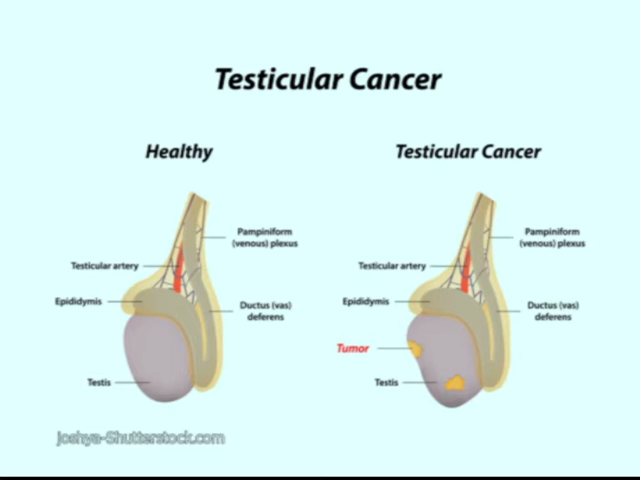 Testicular Cancer
Healthy
Testicular Cancer
Pampiniform
(venous) plexus
Testicular artery
Epididymis
Ductus (vas)
deferens
Testis
Pampiniform
(venous) plexus
Testicular artery
Epididymis
Ductus (vas)
deferens
Tumor
Testis
joshya-Shutterstock.com